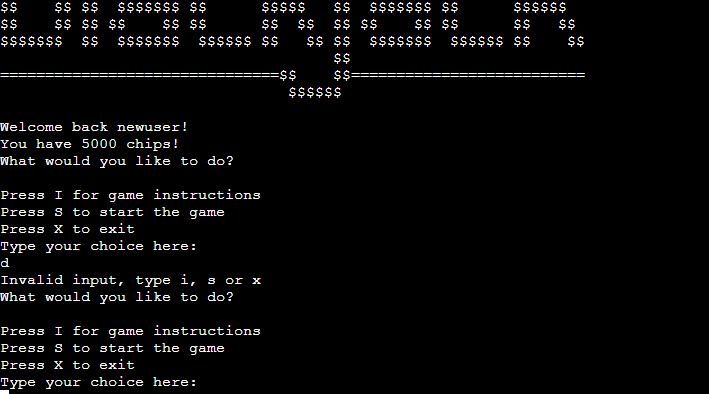 Welcome back newuser!
You have 5000 chips!
What would you like to do?
Press I for game instructions
Press S to start the game
Press X to exit
Type your choice here:
d
Invalid input, type i, s or x
What would you like to do?
Press I for game instructions
Press S to start the game
Press X to exit
Type your choice here: